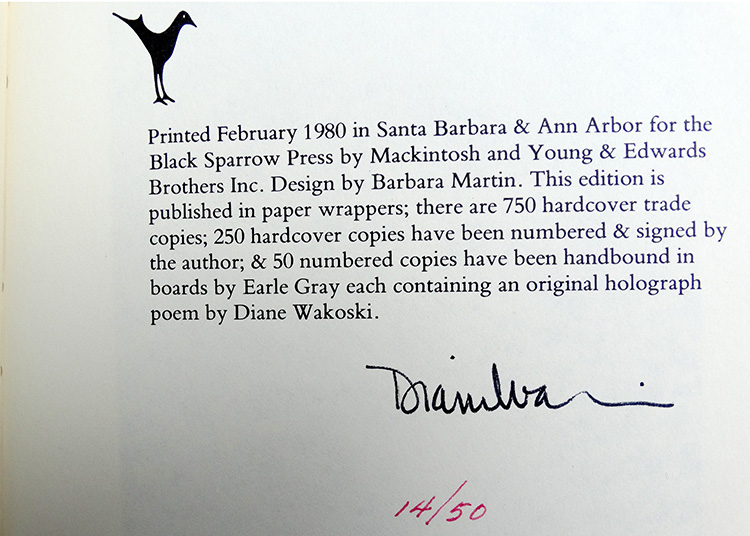 Printed February 1980 in Santa Barbara & Ann Arbor for the
Black Sparrow Press by Mackintosh and Young & Edwards
Brothers Inc. Design by Barbara Martin. This edition is
published in paper wrappers; there are 750 hardcover trade
copies; 250 hardcover copies have been numbered & signed by
the author; & 50 numbered copies have been handbound in
boards by Earle Gray each containing an original holograph
poem by Diane Wakoski.
14/50